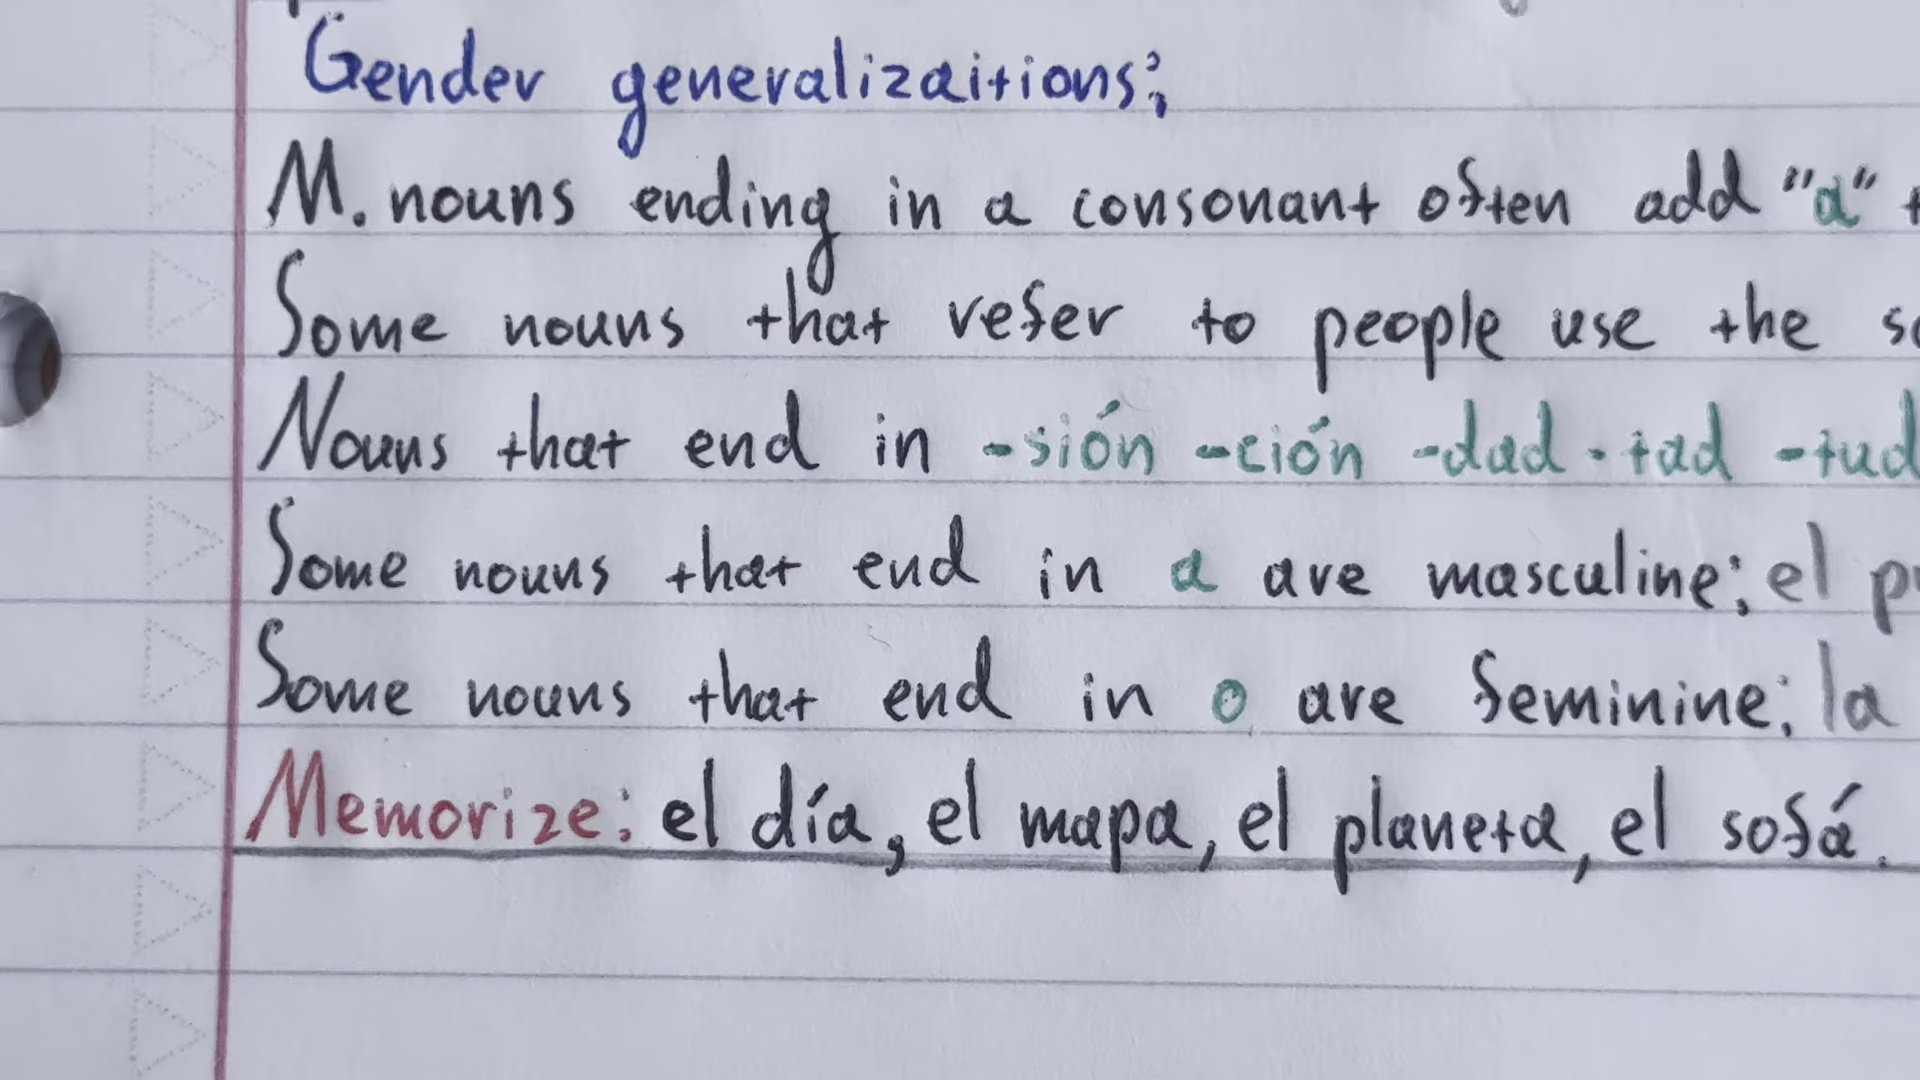 Gender generalizaitions:
M. nouns ending in a consonant often add "a"
Some nouns that refer to people use the
Nouns that end in -sión -ción -dad -tad -tud
Some nouns that end in a are masculine: el
Some nouns that end in o are feminine: la
Memorize: el día, el mapa, el planeta, el sofá.